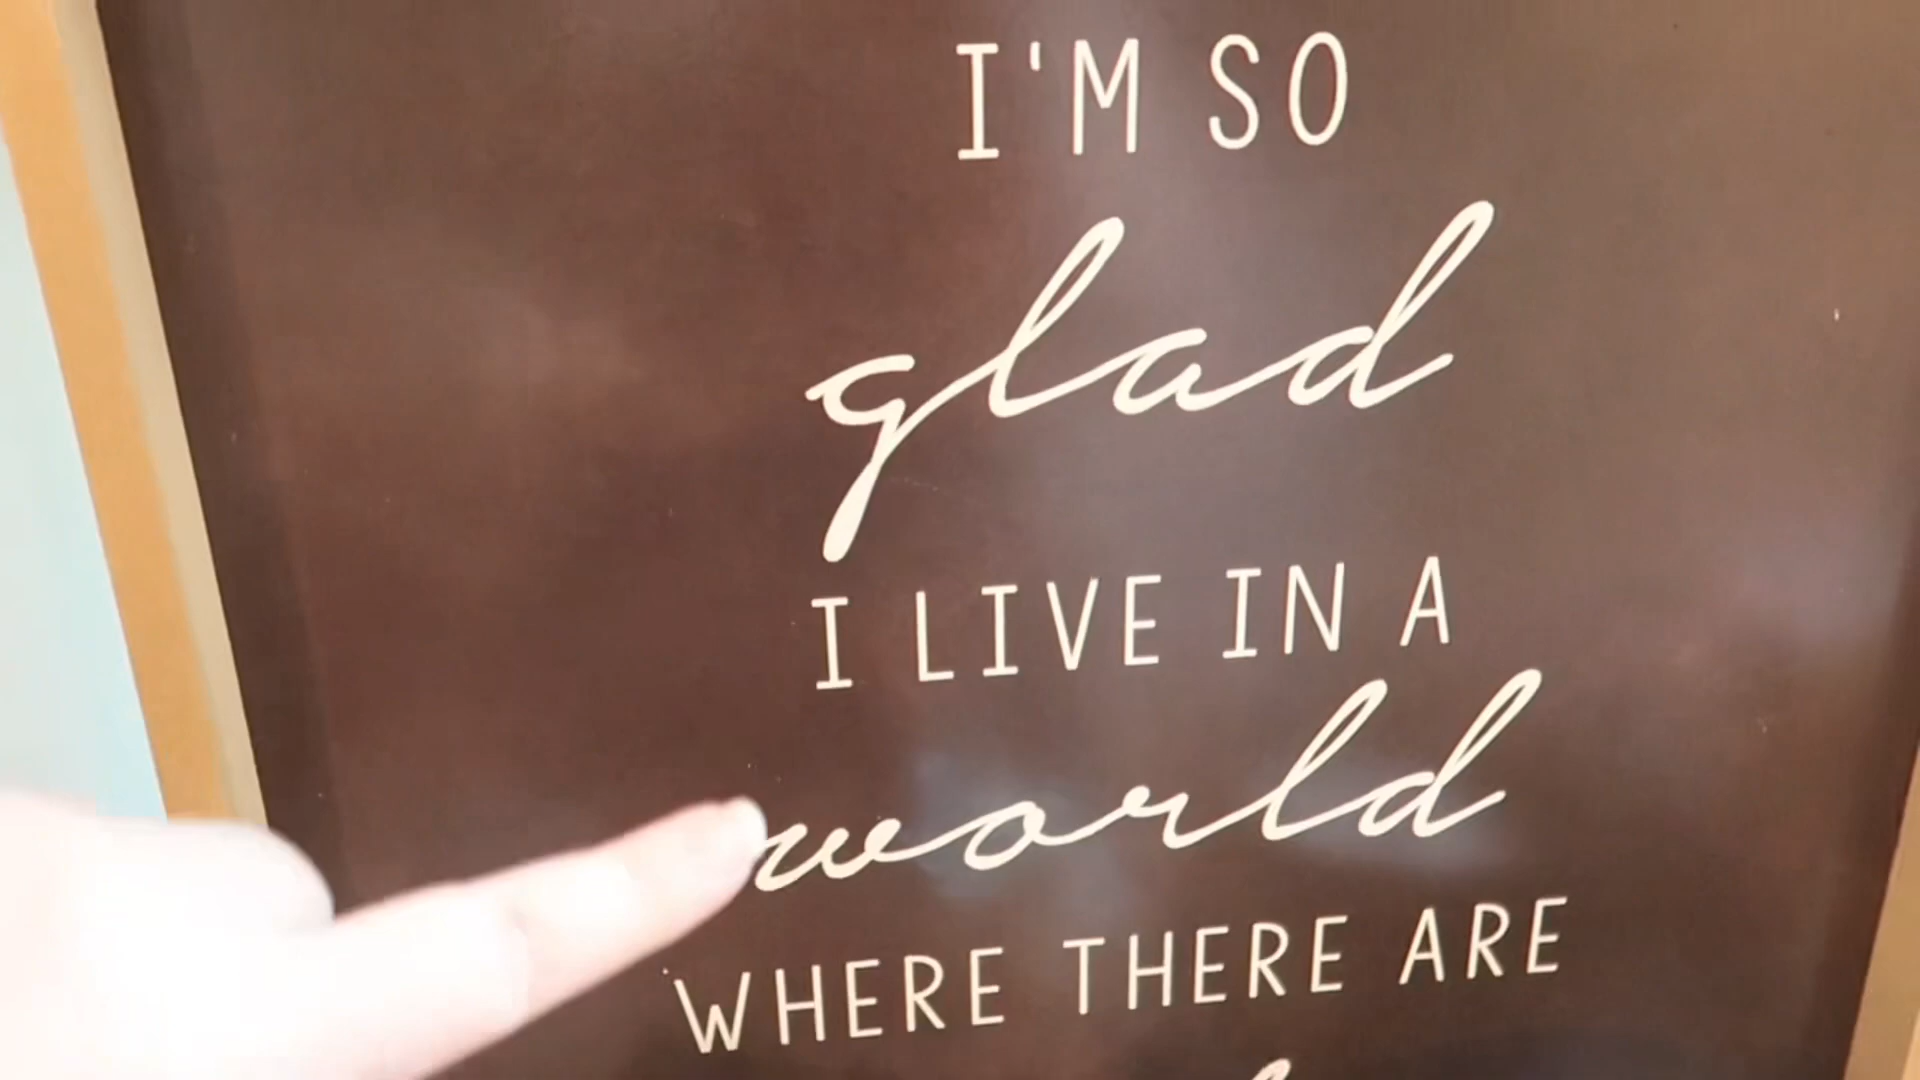 I'M SO
glad
I LIVE IN A
world
WHERE THERE ARE